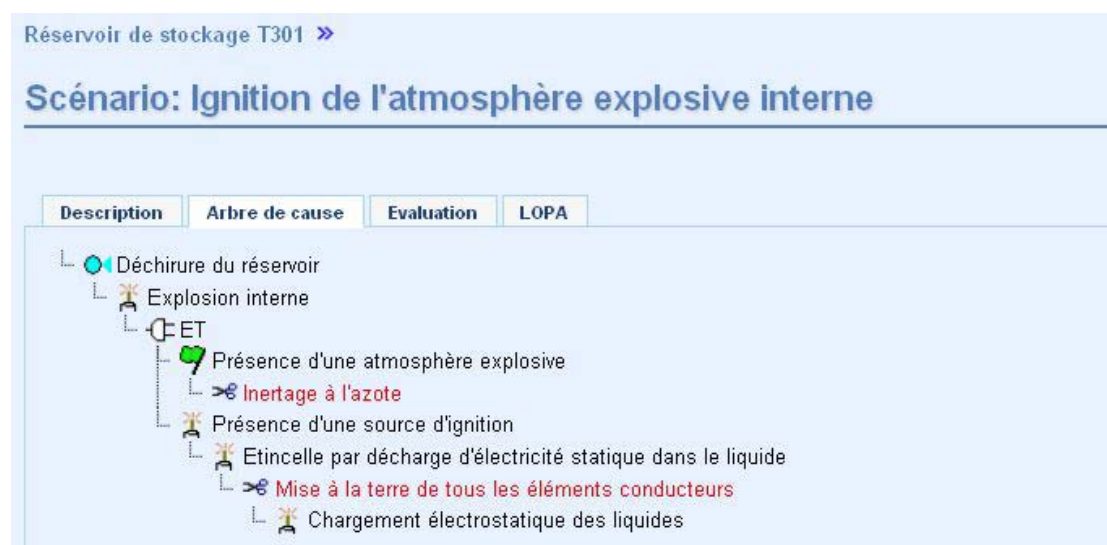 Réservoir de stockage T301 »
Scénario: Ignition de l'atmosphère explosive interne
Description Arbre de cause Evaluation LOPA
Déchirure du réservoir
Explosion interne
ET
Présence d'une atmosphère explosive
Inertage à l'azote
Présence d'une source d'ignition
Etincelle par décharge d'électricité statique dans le liquide
Mise à la terre de tous les éléments conducteurs
Chargement électrostatique des liquides